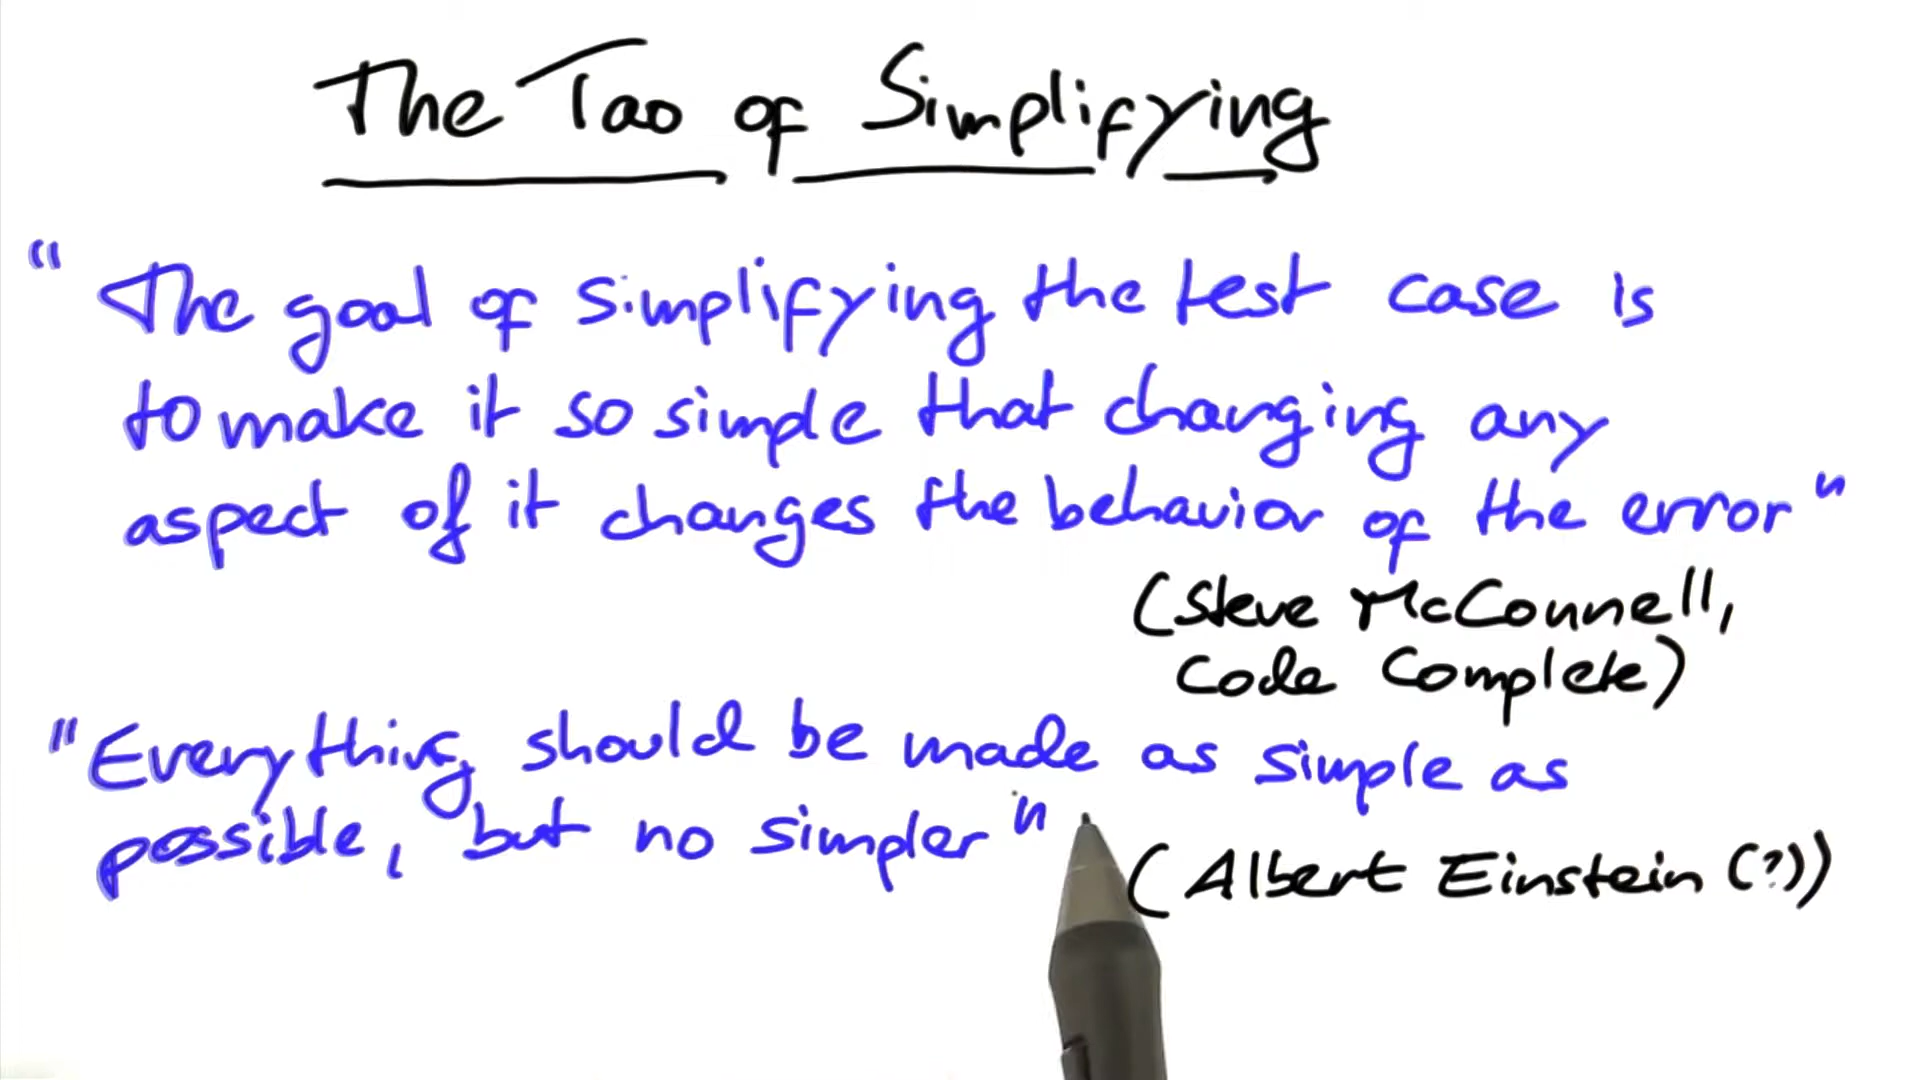 The Tao of Simplifying
"The goal of simplifying the test case is
to make it so simple that changing any
aspect of it changes the behavior of the error"
(Steve McConnell,
Code Complete)
"Everything should be made as simple as
possible, but no simpler"
(Albert Einstein (?))